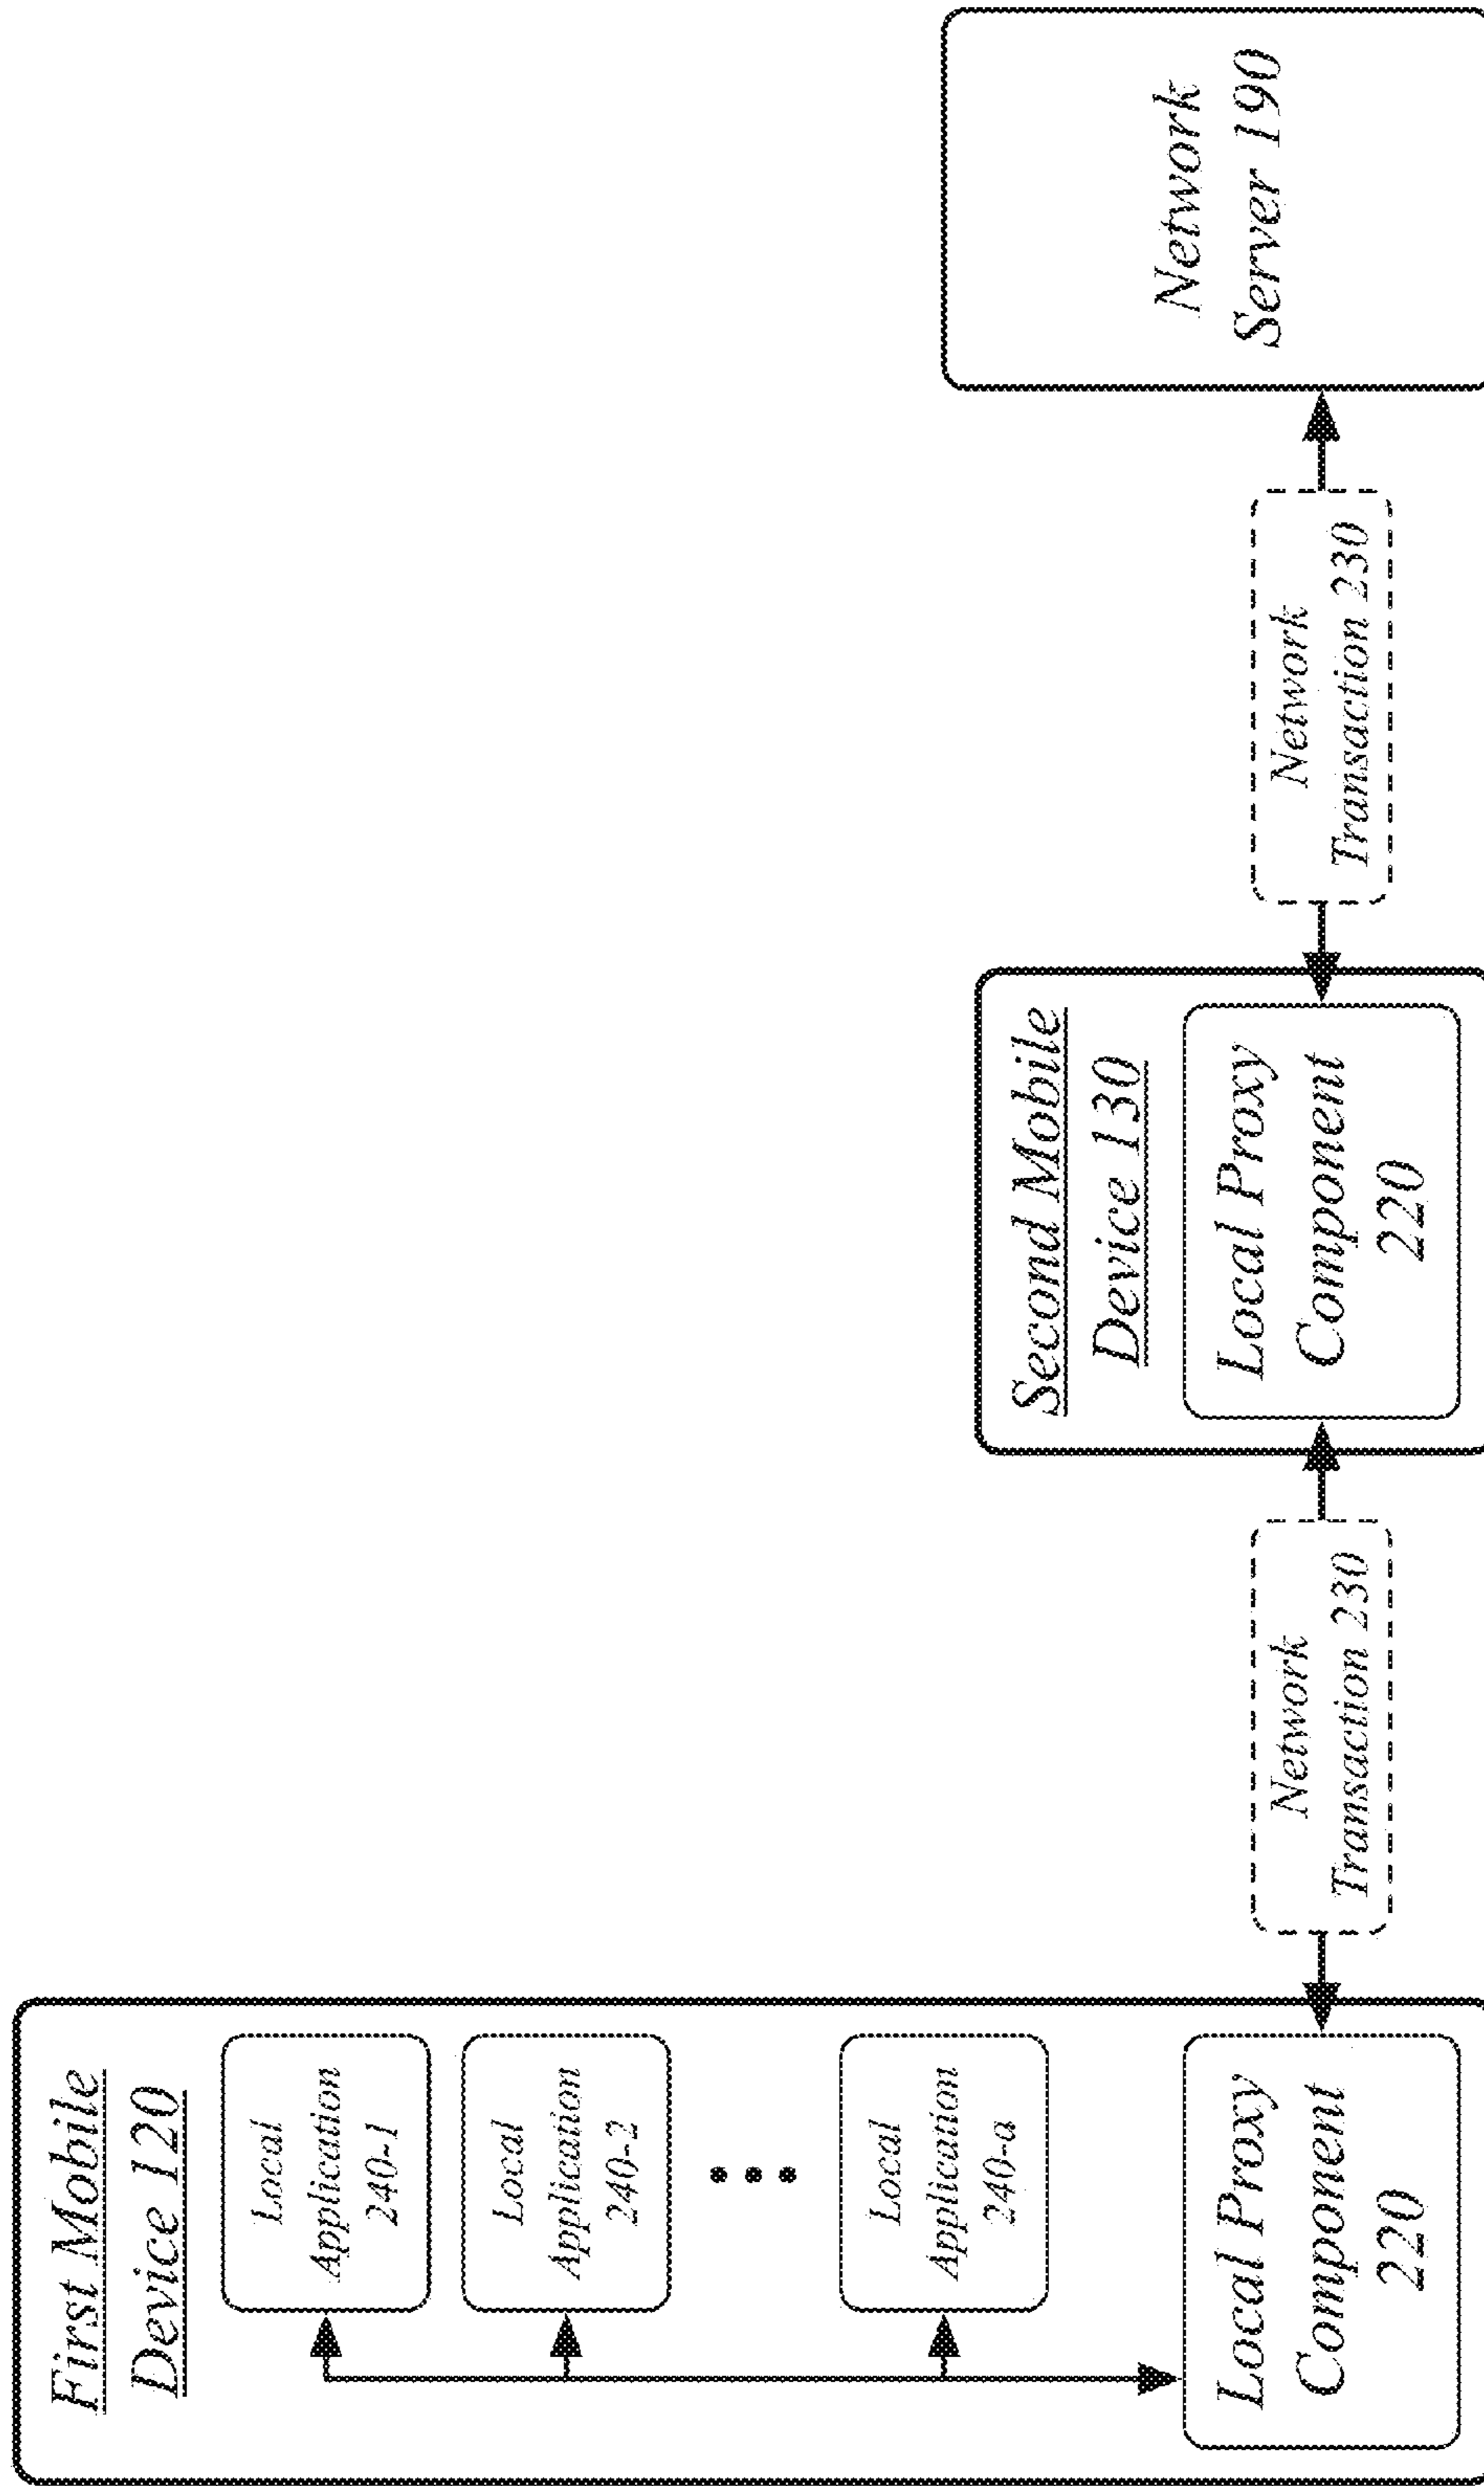 First Mobile
Device 120
Local
Application
240-1
Local
Application
240-2
Local
Application
240-a
Local Proxy
Component
220
Network
Transaction 230
Second Mobile
Device 130
Local Proxy
Component
220
Network
Transaction 230
Network
Server 190